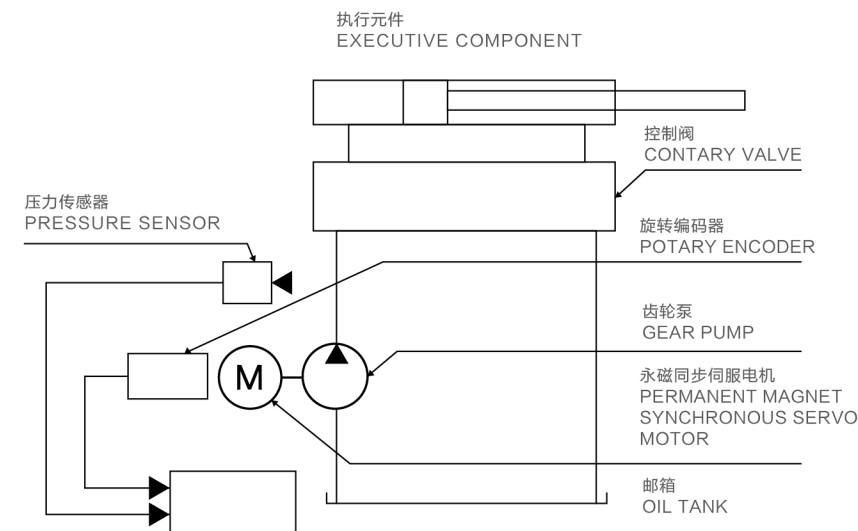 执行元件
EXECUTIVE COMPONENT
控制阀
CONTARY VALVE
压力传感器
PRESSURE SENSOR
旋转编码器
POTARY ENCODER
齿轮泵
GEAR PUMP
永磁同步伺服电机
PERMANENT MAGNET
SYNCHRONOUS SERVO
MOTOR
M
邮箱
OIL TANK